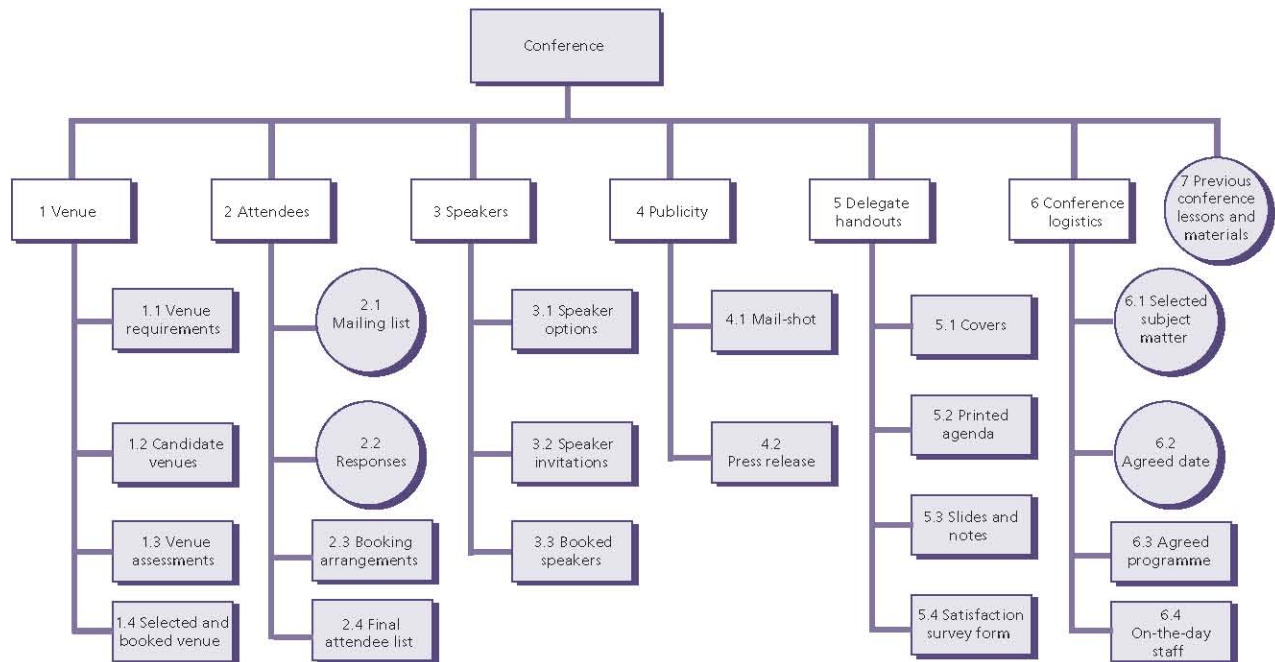 Conference
1 Venue
2 Attendees
3 Speakers
4 Publicity
5 Delegate
handouts
6 Conference
logistics
7 Previous
conference
lessons and
materials
1.1 Venue
requirements
1.2 Candidate
venues
1.3 Venue
assessments
1.4 Selected and
booked venue
2.1
Mailing list
2.2
Responses
2.3 Booking
arrangements
2.4 Final
attendee list
3.1 Speaker
options
3.2 Speaker
invitations
3.3 Booked
speakers
4.1 Mail-shot
4.2
Press release
5.1 Covers
5.2 Printed
agenda
5.3 Slides and
notes
5.4 Satisfaction
survey form
6.1 Selected
subject
matter
6.2
Agreed date
6.3 Agreed
programme
6.4
On-the-day
staff